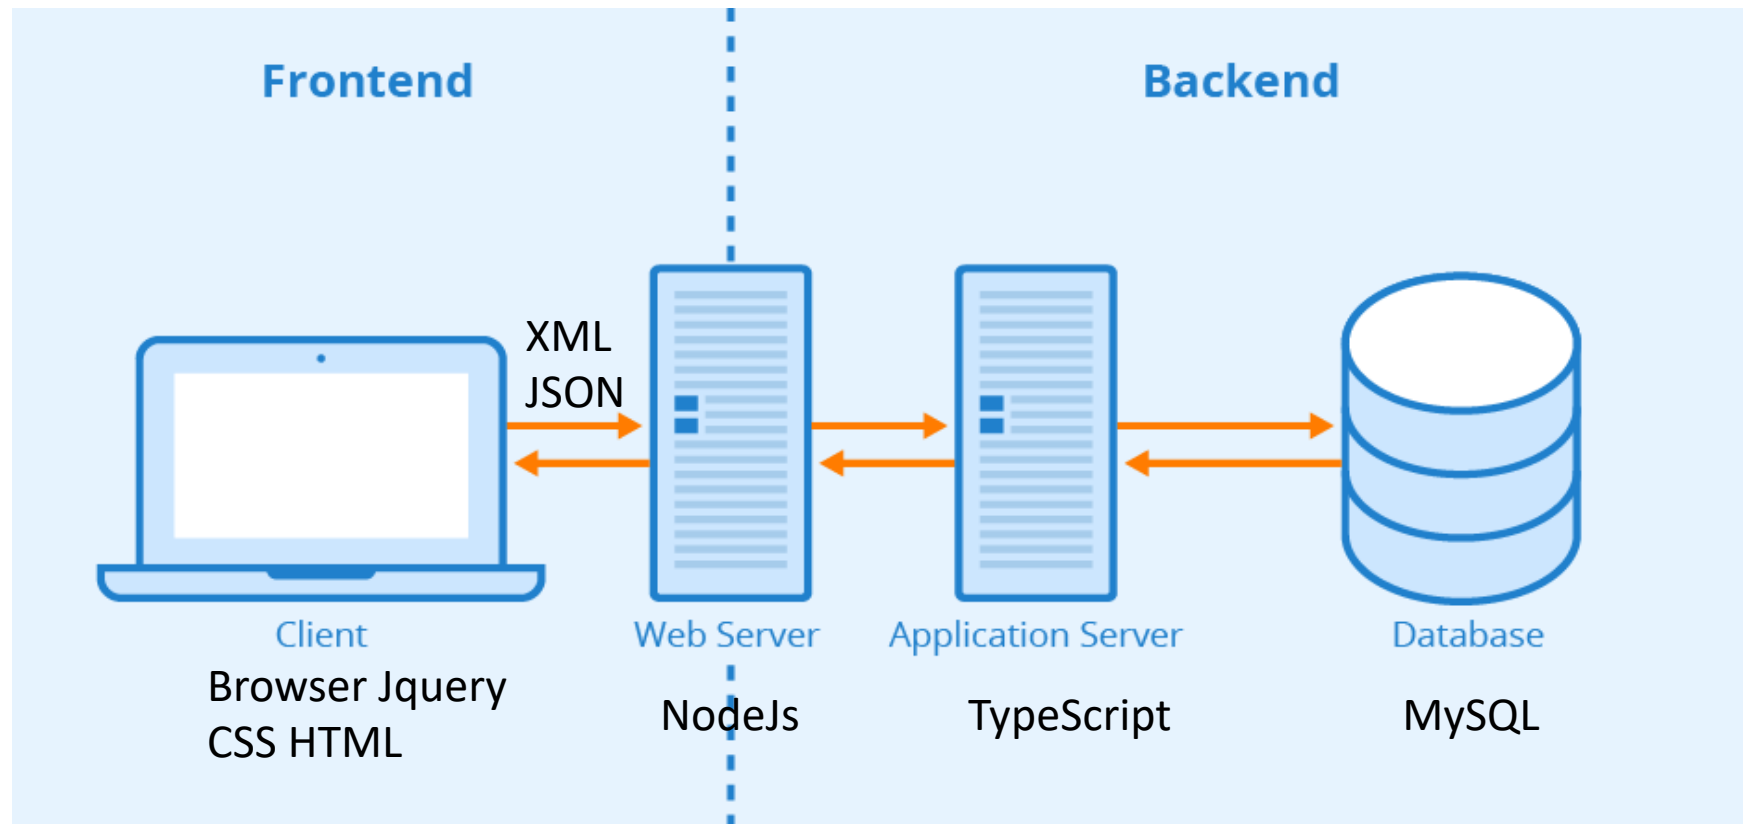 Frontend
Backend
XML
JSON
Client
Web Server
Application Server
Database
Browser Jquery
CSS HTML
NodeJs
TypeScript
MySQL